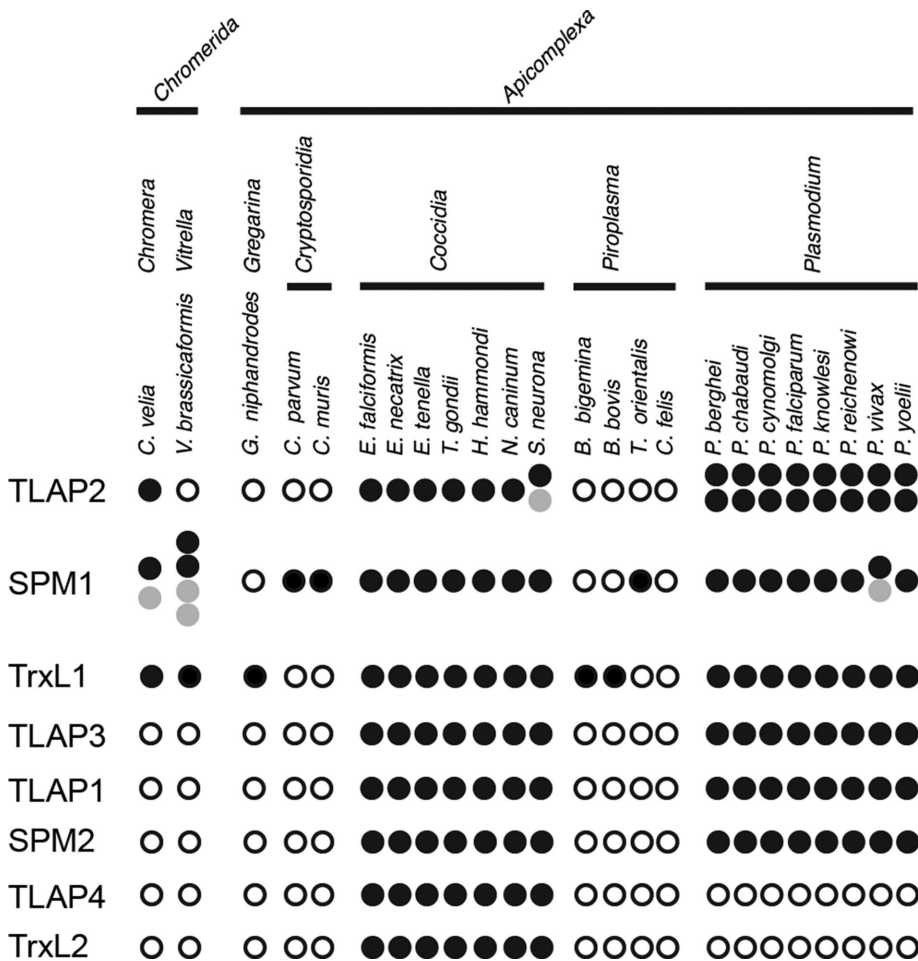 Chromerida
Apicomplexa
Chromera
Vitrella
Gregarina
Cryptosporidia
Coccidia
Piroplasma
Plasmodium
C. velia
V. brassicaformis
G. niphandrodes
C. parvum
C. muris
E. falciformis
E. necatrix
E. tenella
T. gondii
H. hammondi
N. caninum
S. neurona
B. bigemina
B. bovis
T. orientalis
C. felis
P. berghei
P. chabaudi
P. cynomolgi
P. falciparum
P. knowlesi
P. reichenowi
P. vivax
P. yoelii
TLAP2
SPM1
TrxL1
TLAP3
TLAP1
SPM2
TLAP4
TrxL2